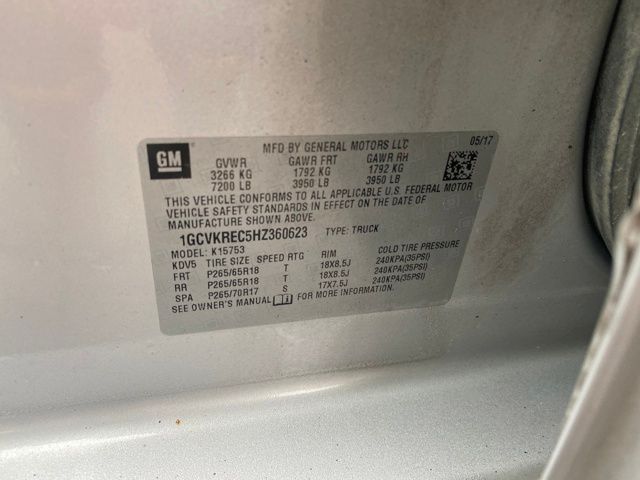 GM
MFD BY GENERAL MOTORS LLC 05/17
GVWR GAWR FRT GAWR RR
3266 KG 1792 KG 1792 KG
7200 LB 3950 LB 3950 LB
THIS VEHICLE CONFORMS TO ALL APPLICABLE U.S. FEDERAL MOTOR
VEHICLE SAFETY STANDARDS IN EFFECT ON THE DATE OF
MANUFACTURE SHOWN ABOVE.
1GCVKREC5HZ360623 TYPE: TRUCK
MODEL: K15753
KDV5 TIRE SIZE SPEED RTG RIM COLD TIRE PRESSURE
FRT P265/65R18 T 18X8.5J 240KPA(35PSI)
RR P265/65R18 T 18X8.5J 240KPA(35PSI)
SPA P265/70R17 S 17X7.5J 240KPA(35PSI)
SEE OWNER'S MANUAL FOR MORE INFORMATION.